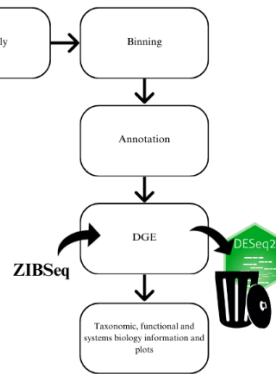 ly
Binning
Annotation
DGE
DESeq2
ZIBSeq
Taxonomic, functional and
systems biology information and
plots